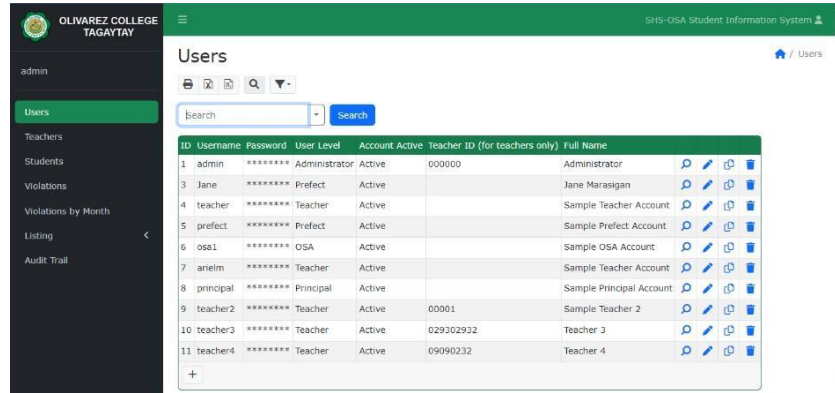 OLIVAREZ COLLEGE
TAGAYTAY
SHS-OSA Student Information System
admin
Users
Teachers
Students
Violations
Violations by Month
Listing
Audit Trail
Users
/ Users
Search
Search
ID Username Password User Level Account Active Teacher ID (for teachers only) Full Name
1 admin ******** Administrator Active 000000 Administrator
3 Jane ******** Prefect Active Jane Marasigan
4 teacher ******** Teacher Active Sample Teacher Account
5 prefect ******** Prefect Active Sample Prefect Account
6 osa1 ******** OSA Active Sample OSA Account
7 arielm ******** Teacher Active Sample Teacher Account
8 principal ******** Principal Active Sample Principal Account
9 teacher2 ******** Teacher Active 00001 Sample Teacher 2
10 teacher3 ******** Teacher Active 029302932 Teacher 3
11 teacher4 ******** Teacher Active 09090232 Teacher 4
+